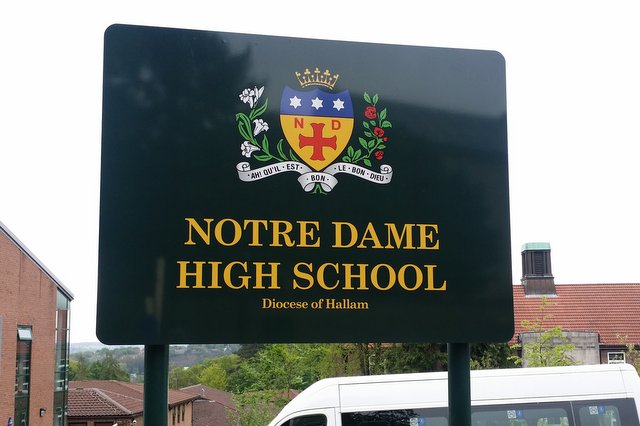 N D
AH! QU'IL · EST · BON · LE · BON · DIEU
NOTRE DAME
HIGH SCHOOL
Diocese of Hallam